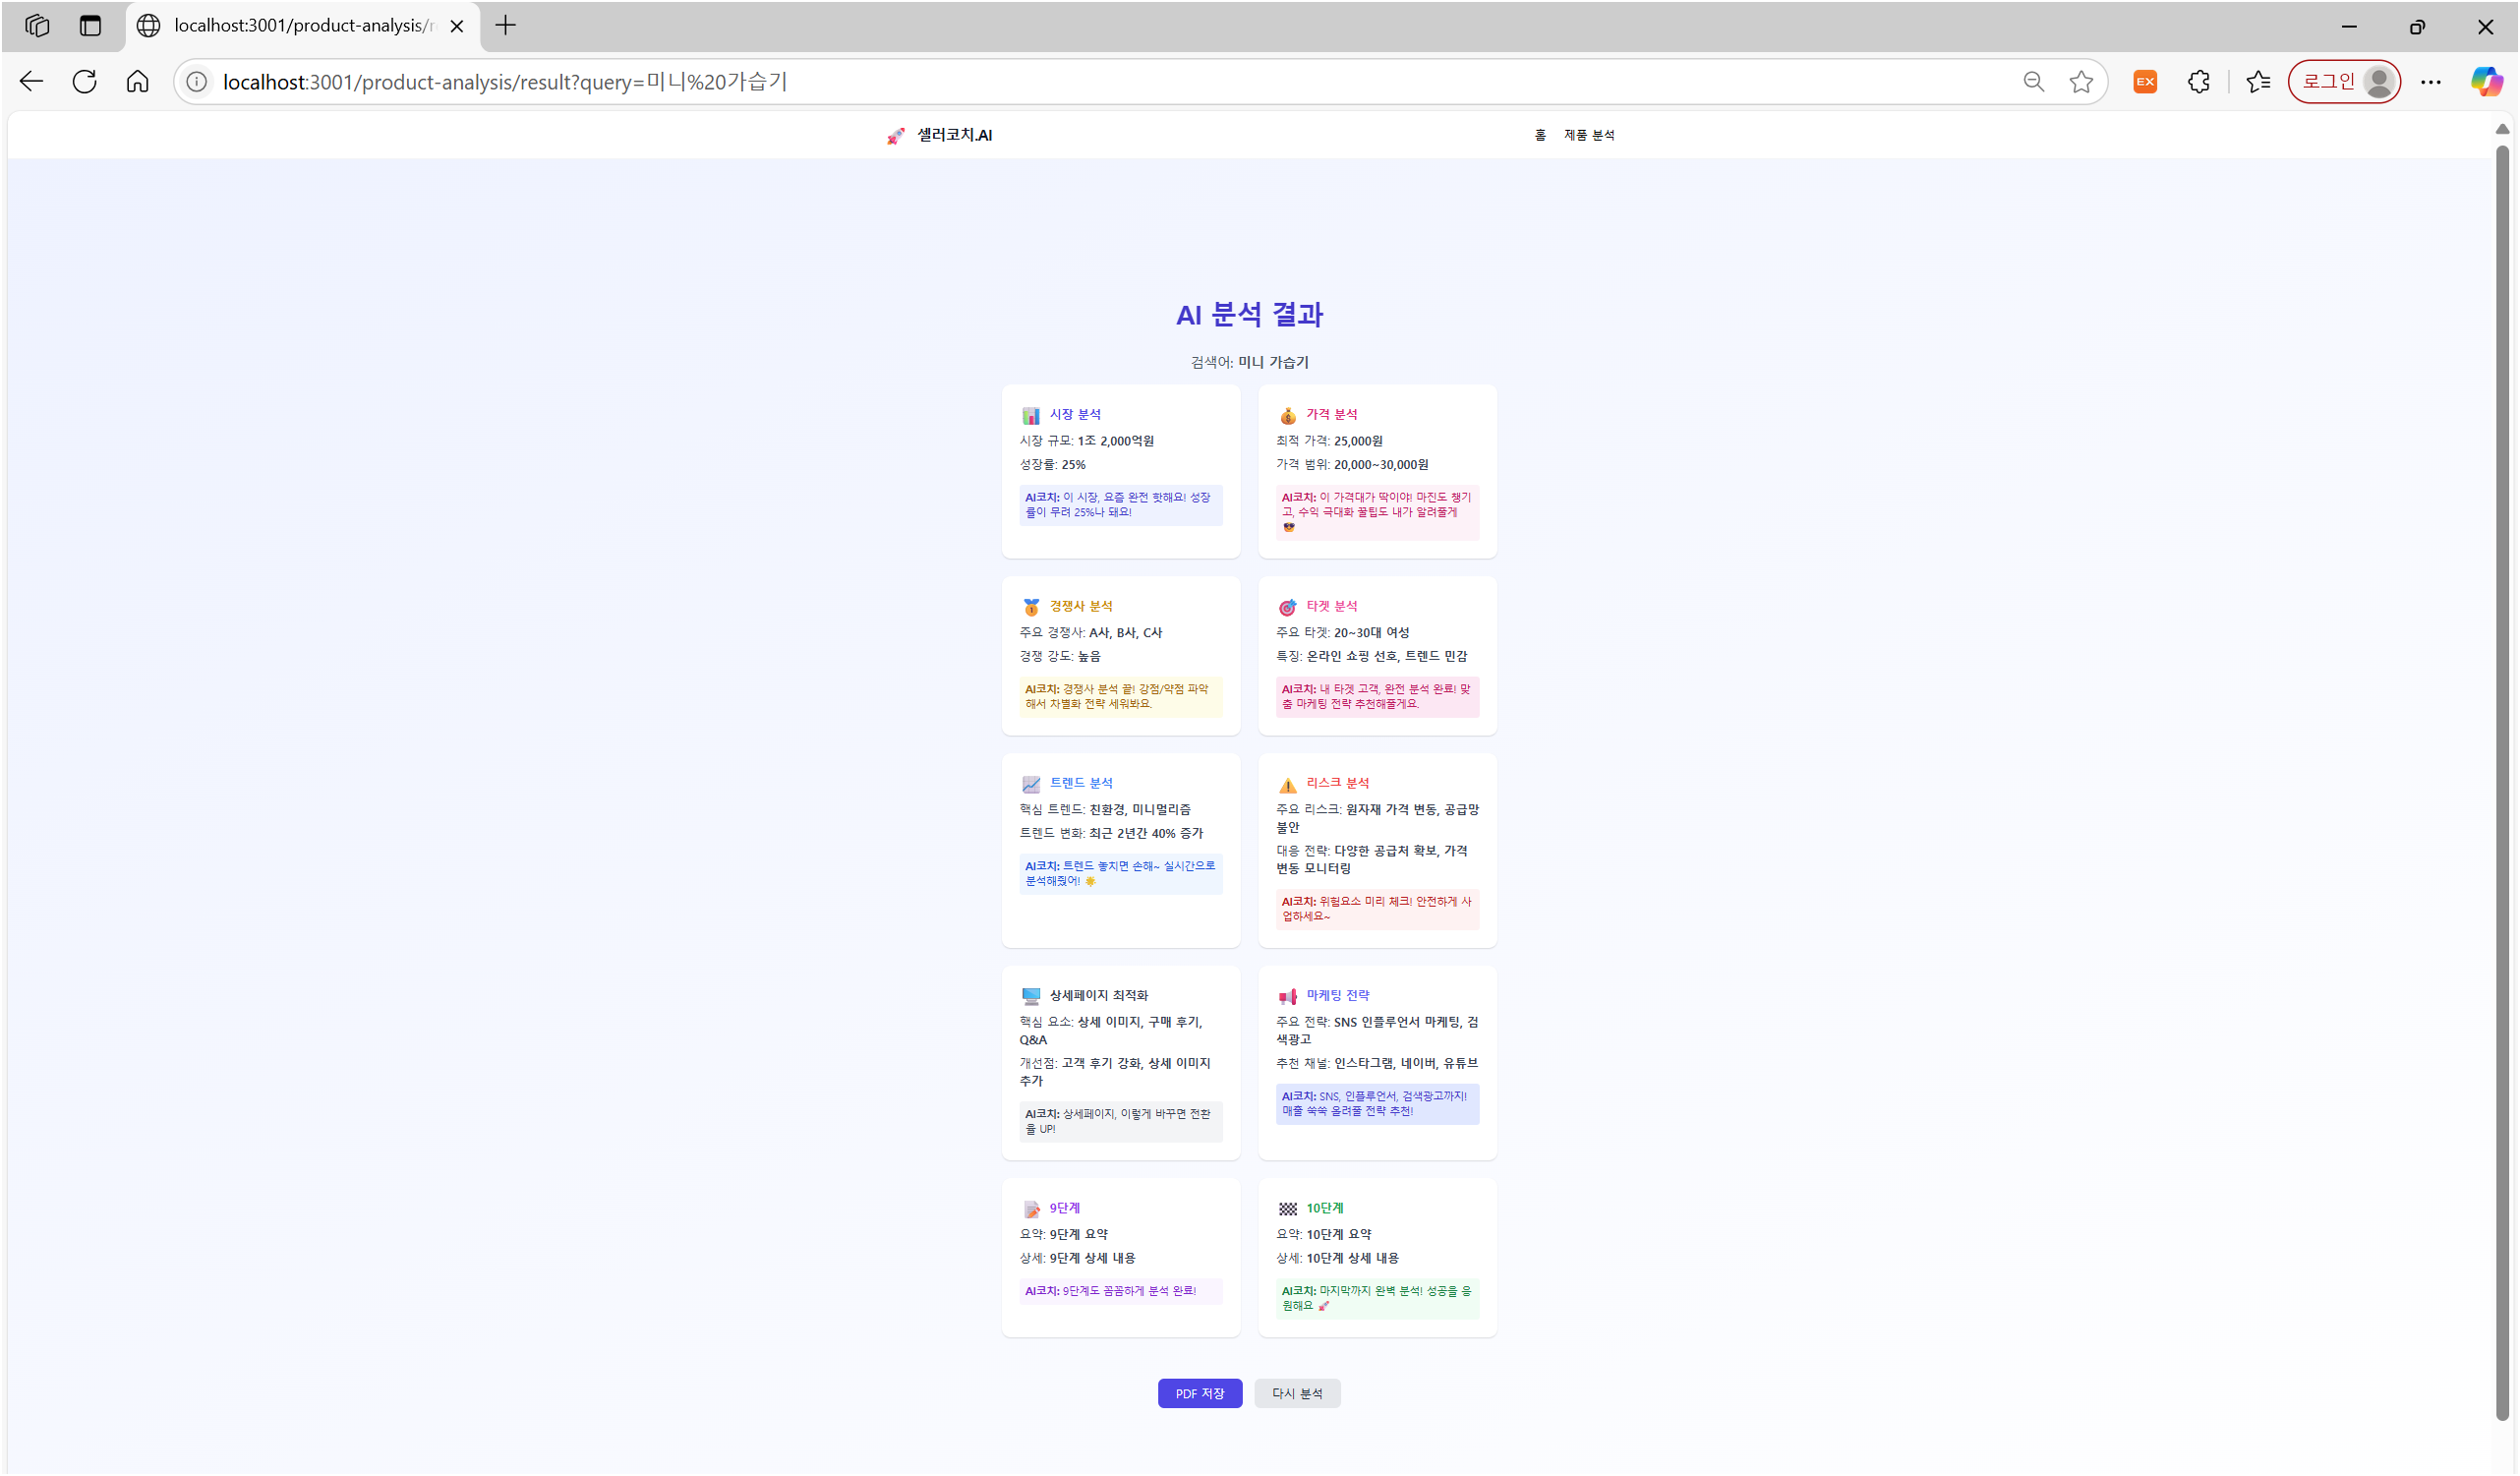 localhost:3001/product-analysis/r
localhost:3001/product-analysis/result?query=미니%20가습기
EX
로그인
셀러코치.AI
홈
제품 분석
AI 분석 결과
검색어: 미니 가습기
시장 분석
시장 규모: 1조 2,000억원
성장률: 25%
AI코치: 이 시장, 요즘 완전 핫해요! 성장
률이 무려 25%나 돼요!
가격 분석
최적 가격: 25,000원
가격 범위: 20,000~30,000원
AI코치: 이 가격대가 딱이야! 마진도 챙기
고, 수익 극대화 꿀팁도 내가 알려줄게
😎
경쟁사 분석
주요 경쟁사: A사, B사, C사
경쟁 강도: 높음
AI코치: 경쟁사 분석 끝! 강점/약점 파악
해서 차별화 전략 세워봐요.
타겟 분석
주요 타겟: 20~30대 여성
특징: 온라인 쇼핑 선호, 트렌드 민감
AI코치: 내 타겟 고객, 완전 분석 완료! 맞
춤 마케팅 전략 추천해줄게요.
트렌드 분석
핵심 트렌드: 친환경, 미니멀리즘
트렌드 변화: 최근 2년간 40% 증가
AI코치: 트렌드 놓치면 손해~ 실시간으로
분석해줬어! 🌟
리스크 분석
주요 리스크: 원자재 가격 변동, 공급망
불안
대응 전략: 다양한 공급처 확보, 가격
변동 모니터링
AI코치: 위험요소 미리 체크! 안전하게 사
업하세요~
상세페이지 최적화
핵심 요소: 상세 이미지, 구매 후기,
Q&A
개선점: 고객 후기 강화, 상세 이미지
추가
AI코치: 상세페이지, 이렇게 바꾸면 전환
율 UP!
마케팅 전략
주요 전략: SNS 인플루언서 마케팅, 검
색광고
추천 채널: 인스타그램, 네이버, 유튜브
AI코치: SNS, 인플루언서, 검색광고까지!
매출 쑥쑥 올려줄 전략 추천!
9단계
요약: 9단계 요약
상세: 9단계 상세 내용
AI코치: 9단계도 꼼꼼하게 분석 완료!
10단계
요약: 10단계 요약
상세: 10단계 상세 내용
AI코치: 마지막까지 완벽 분석! 성공을 응
원해요 🚀
PDF 저장
다시 분석